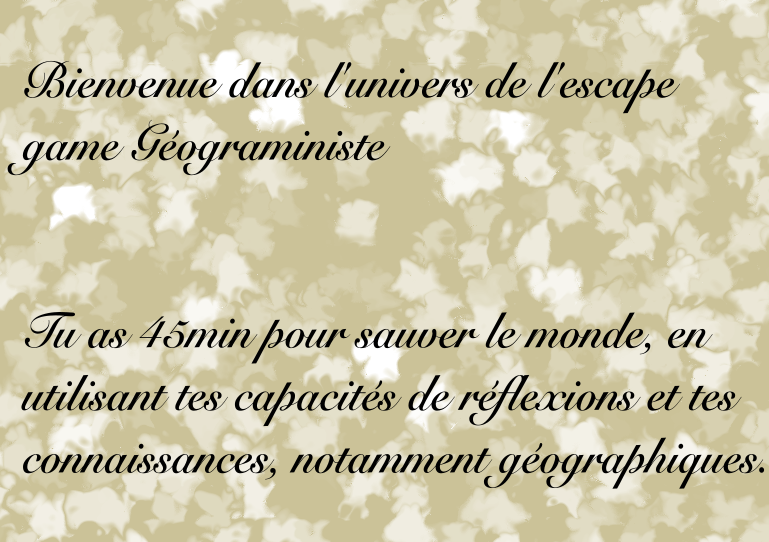 Bienvenue dans l'univers de l'escape
game Géograministe
Tu as 45min pour sauver le monde, en
utilisant tes capacités de réflexions et tes
connaissances, notamment géographiques.